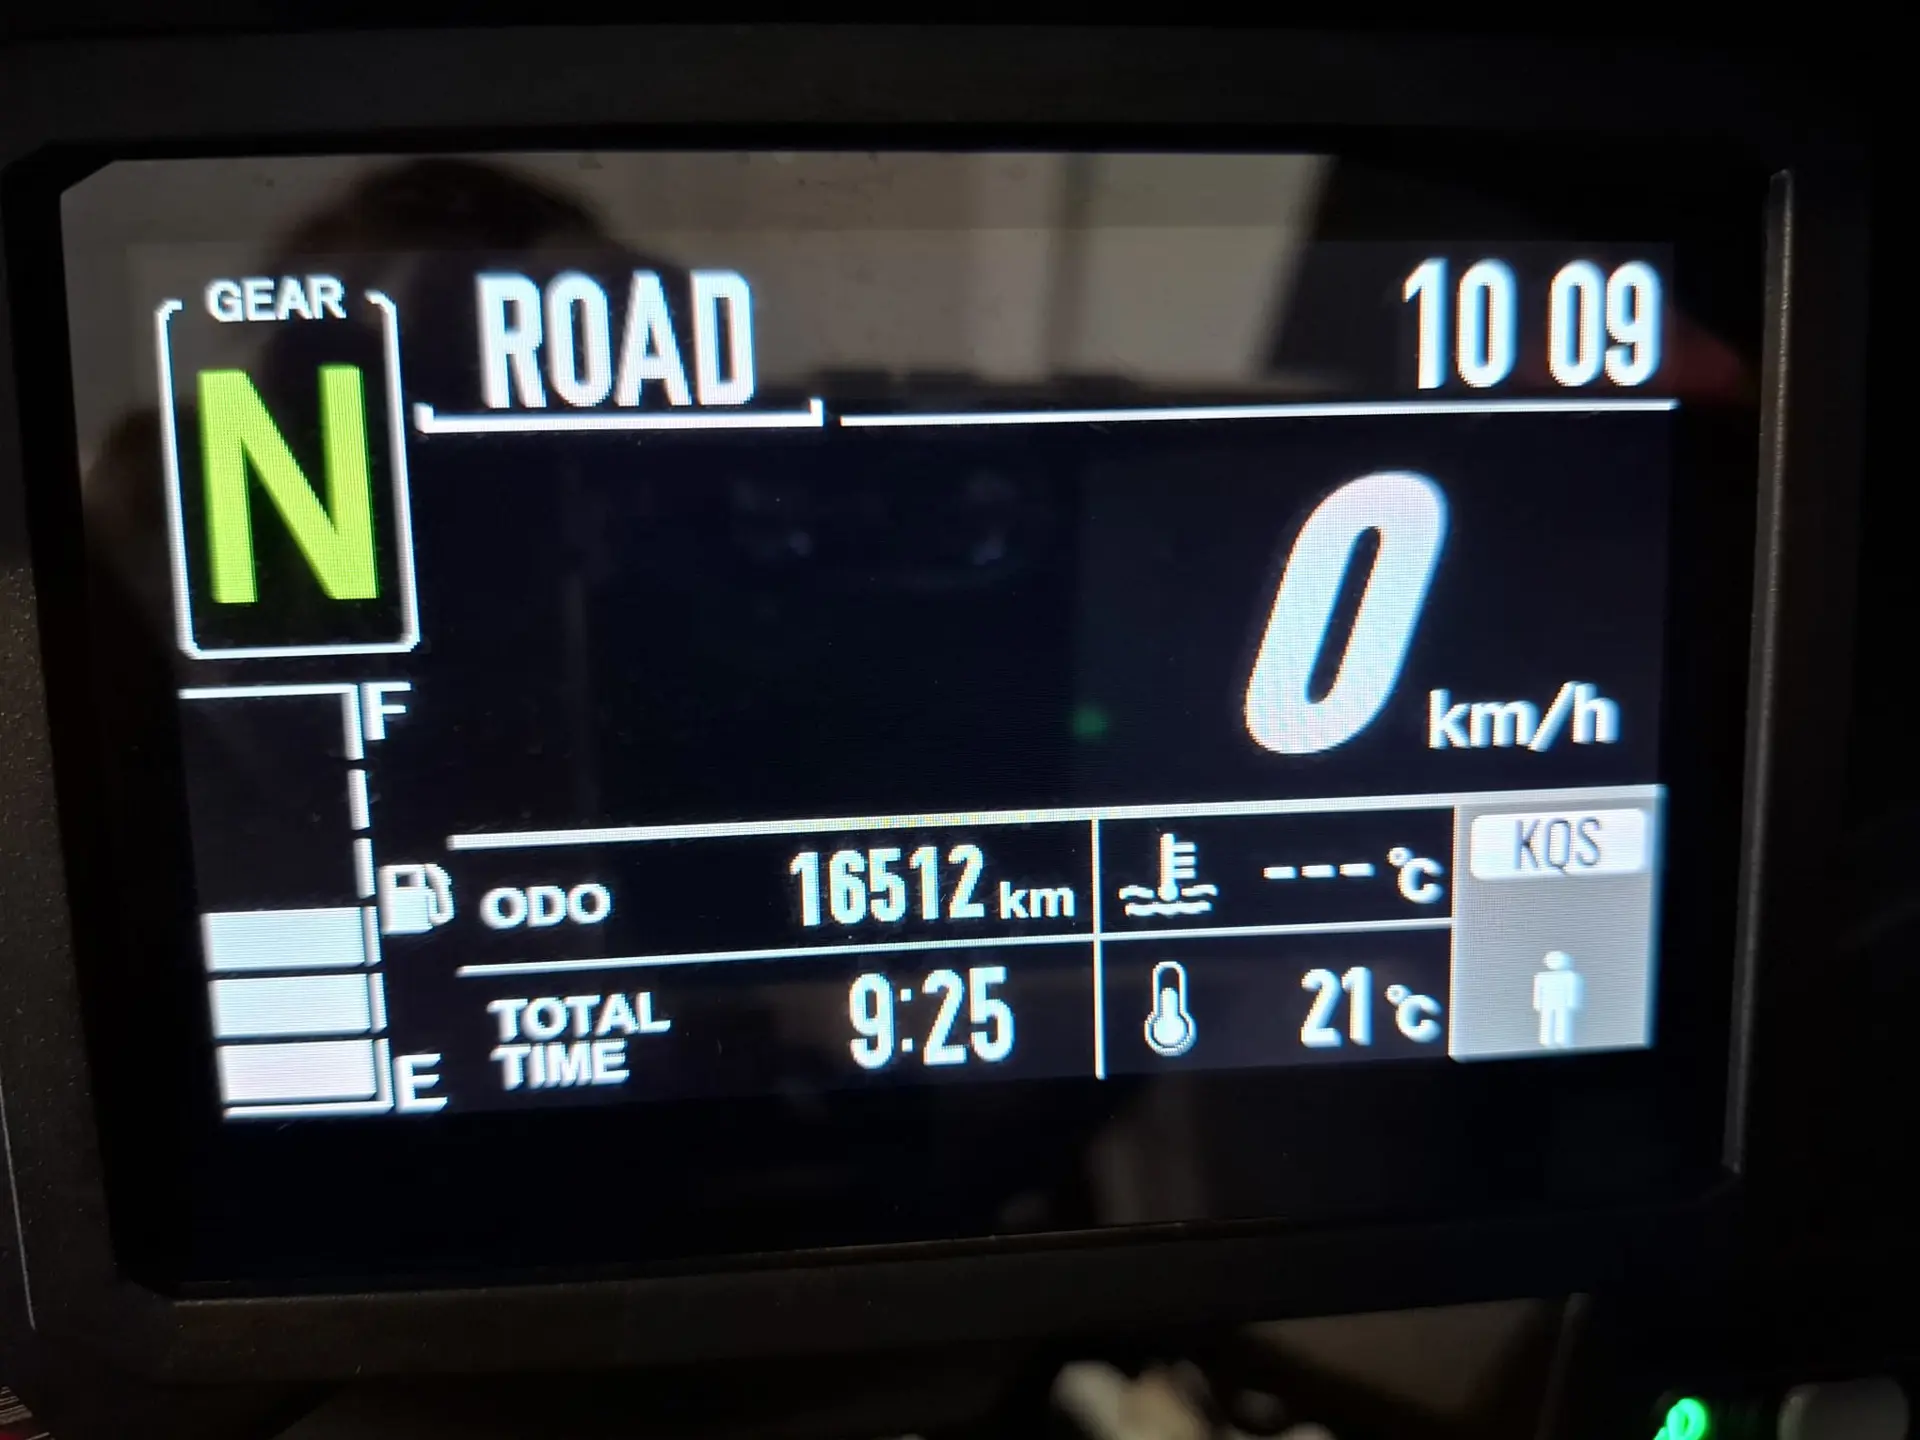 GEAR
ROAD
10 09
N
0
km/h
F
KQS
ODO 16512 km
---°C
TOTAL
TIME
9:25
21°C
E